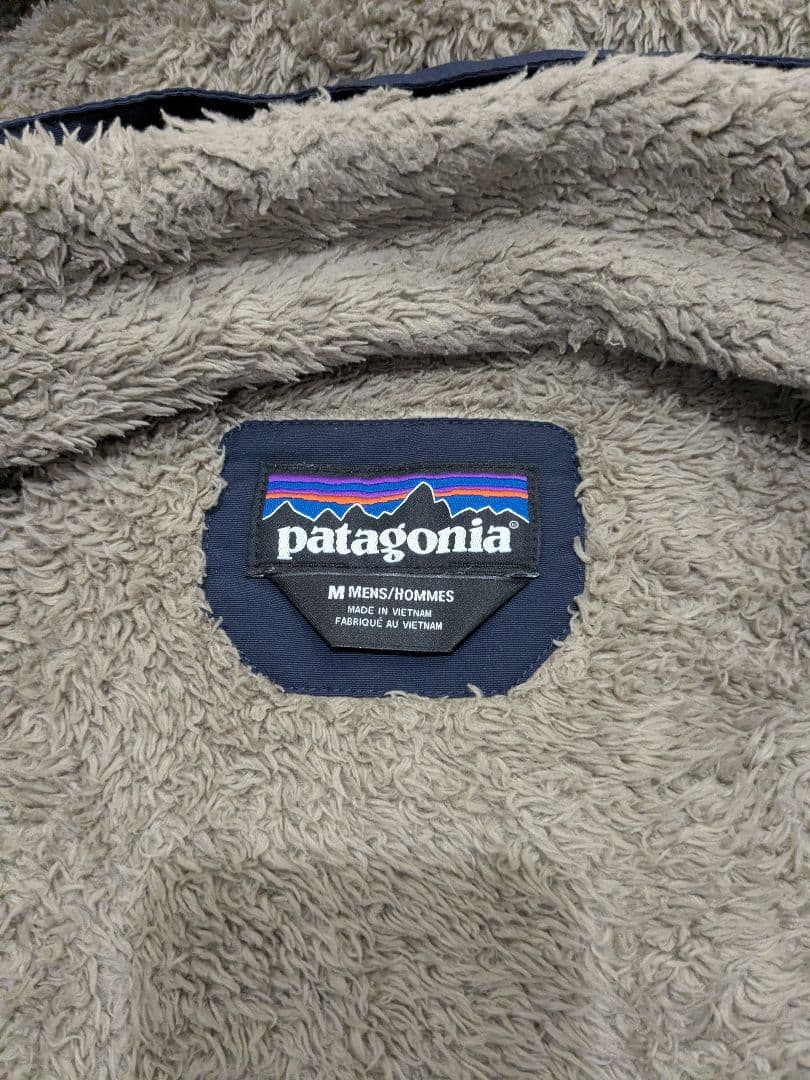 patagonia®
M MENS/HOMMES
MADE IN VIETNAM
FABRIQUÉ AU VIETNAM